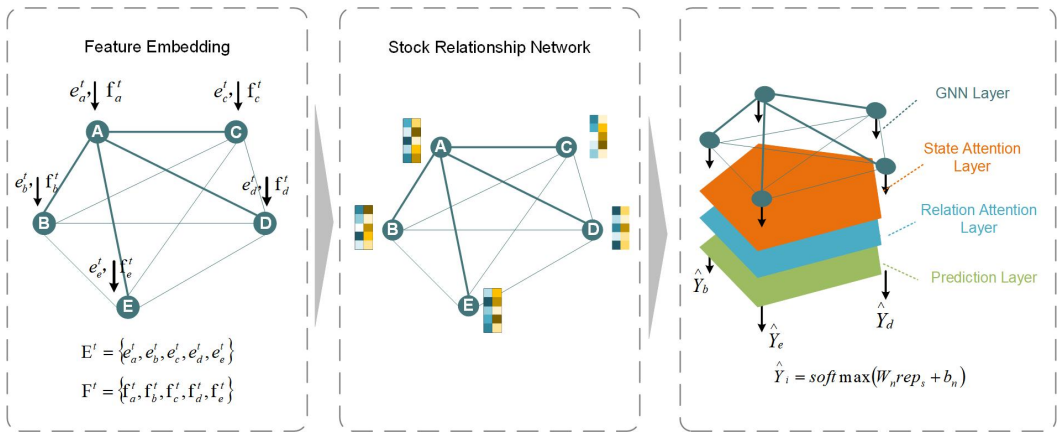 Feature Embedding
e_a^t, f_a^t
e_c^t, f_c^t
A
C
e_b^t, f_b^t
e_d^t, f_d^t
B
D
e_e^t, f_e^t
E
E^t = {e_a^t, e_b^t, e_c^t, e_d^t, e_e^t}
F^t = {f_a^t, f_b^t, f_c^t, f_d^t, f_e^t}
Stock Relationship Network
A
C
B
D
E
GNN Layer
State Attention
Layer
Relation Attention
Layer
Prediction Layer
Ŷ_b
Ŷ_d
Ŷ_e
Ŷ_i = soft max(W_n rep_s + b_n)